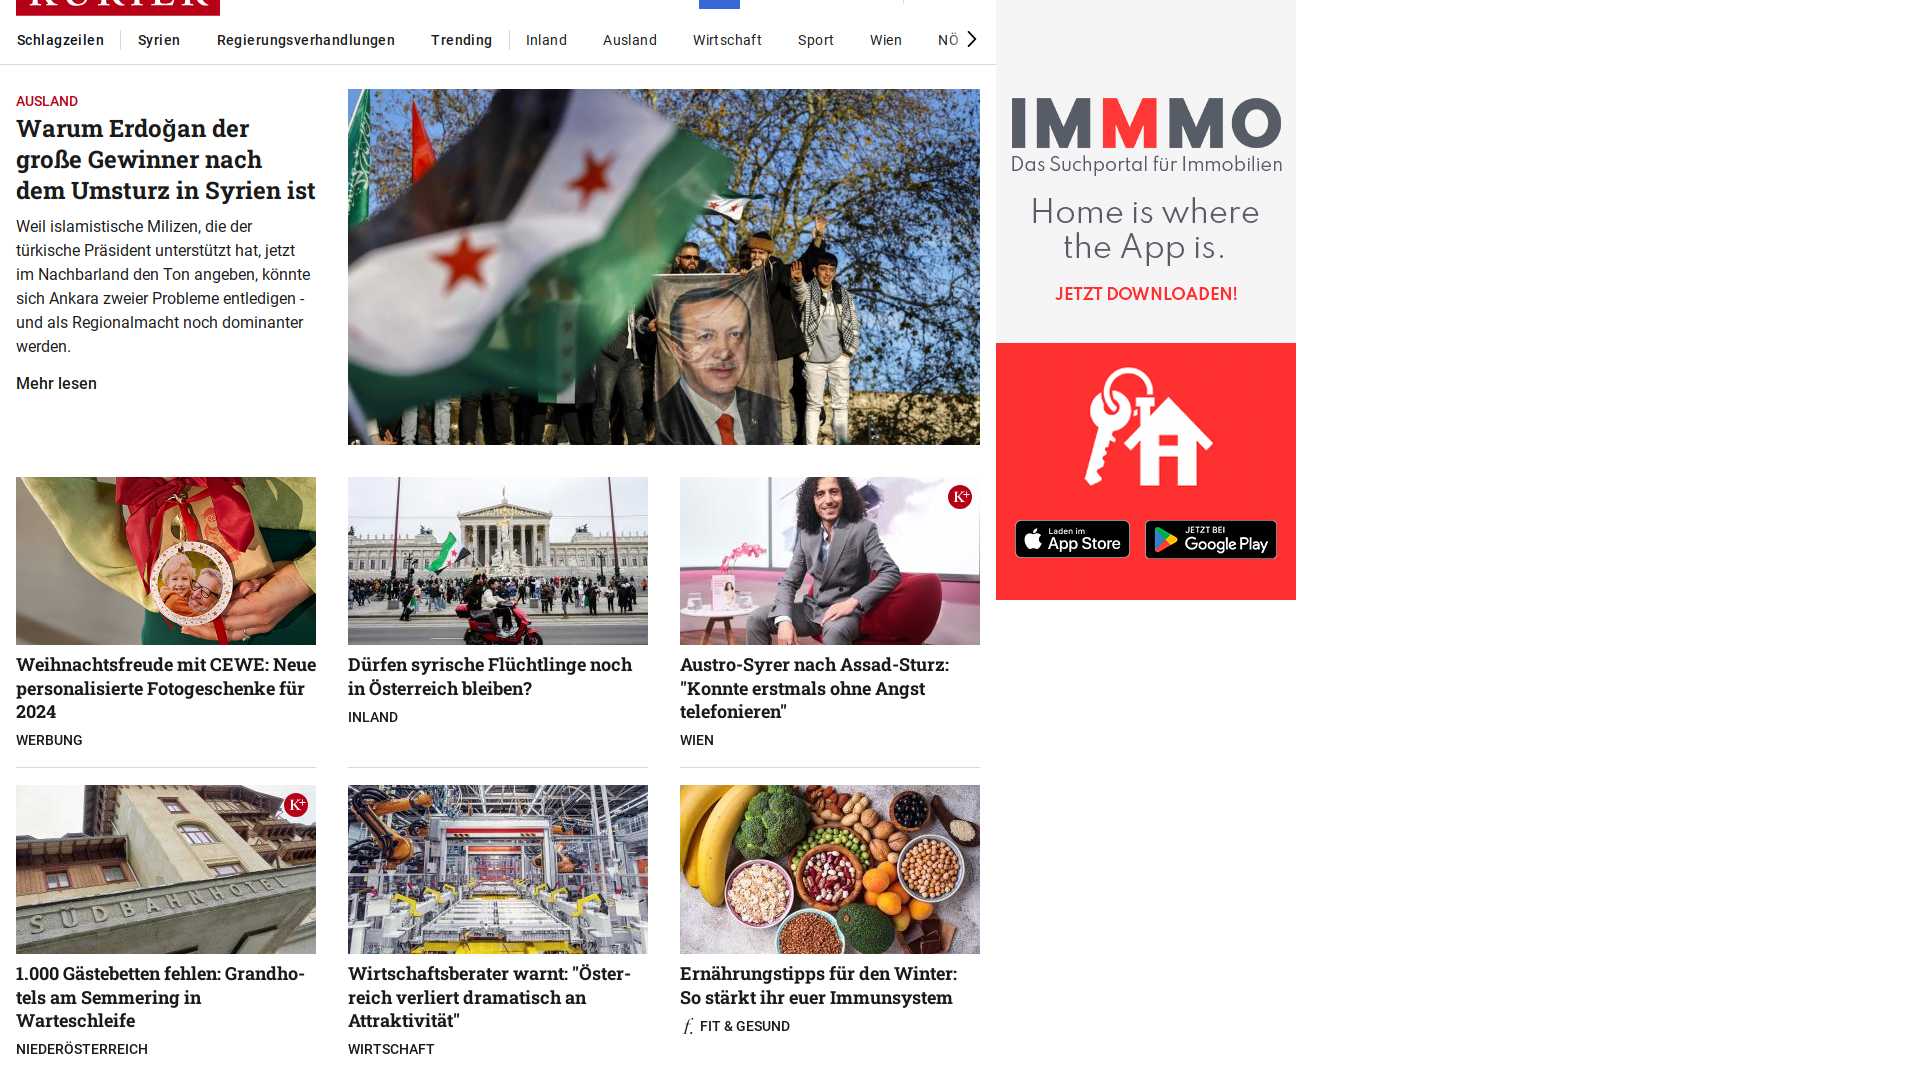 KURIER
Schlagzeilen
Syrien
Regierungsverhandlungen
Trending
Inland
Ausland
Wirtschaft
Sport
Wien
NÖ
AUSLAND
Warum Erdoğan der
große Gewinner nach
dem Umsturz in Syrien ist
Weil islamistische Milizen, die der
türkische Präsident unterstützt hat, jetzt
im Nachbarland den Ton angeben, könnte
sich Ankara zweier Probleme entledigen -
und als Regionalmacht noch dominanter
werden.
Mehr lesen
IMMMO
Das Suchportal für Immobilien
Home is where
the App is.
JETZT DOWNLOADEN!
Laden im
App Store
JETZT BEI
Google Play
Weihnachtsfreude mit CEWE: Neue
personalisierte Fotogeschenke für
2024
WERBUNG
Dürfen syrische Flüchtlinge noch
in Österreich bleiben?
INLAND
K+
Austro-Syrer nach Assad-Sturz:
"Konnte erstmals ohne Angst
telefonieren"
WIEN
K+
SÜDBAHNHOTEL
1.000 Gästebetten fehlen: Grandho-
tels am Semmering in
Warteschleife
NIEDERÖSTERREICH
Wirtschaftsberater warnt: "Öster-
reich verliert dramatisch an
Attraktivität"
WIRTSCHAFT
Ernährungstipps für den Winter:
So stärkt ihr euer Immunsystem
f. FIT & GESUND